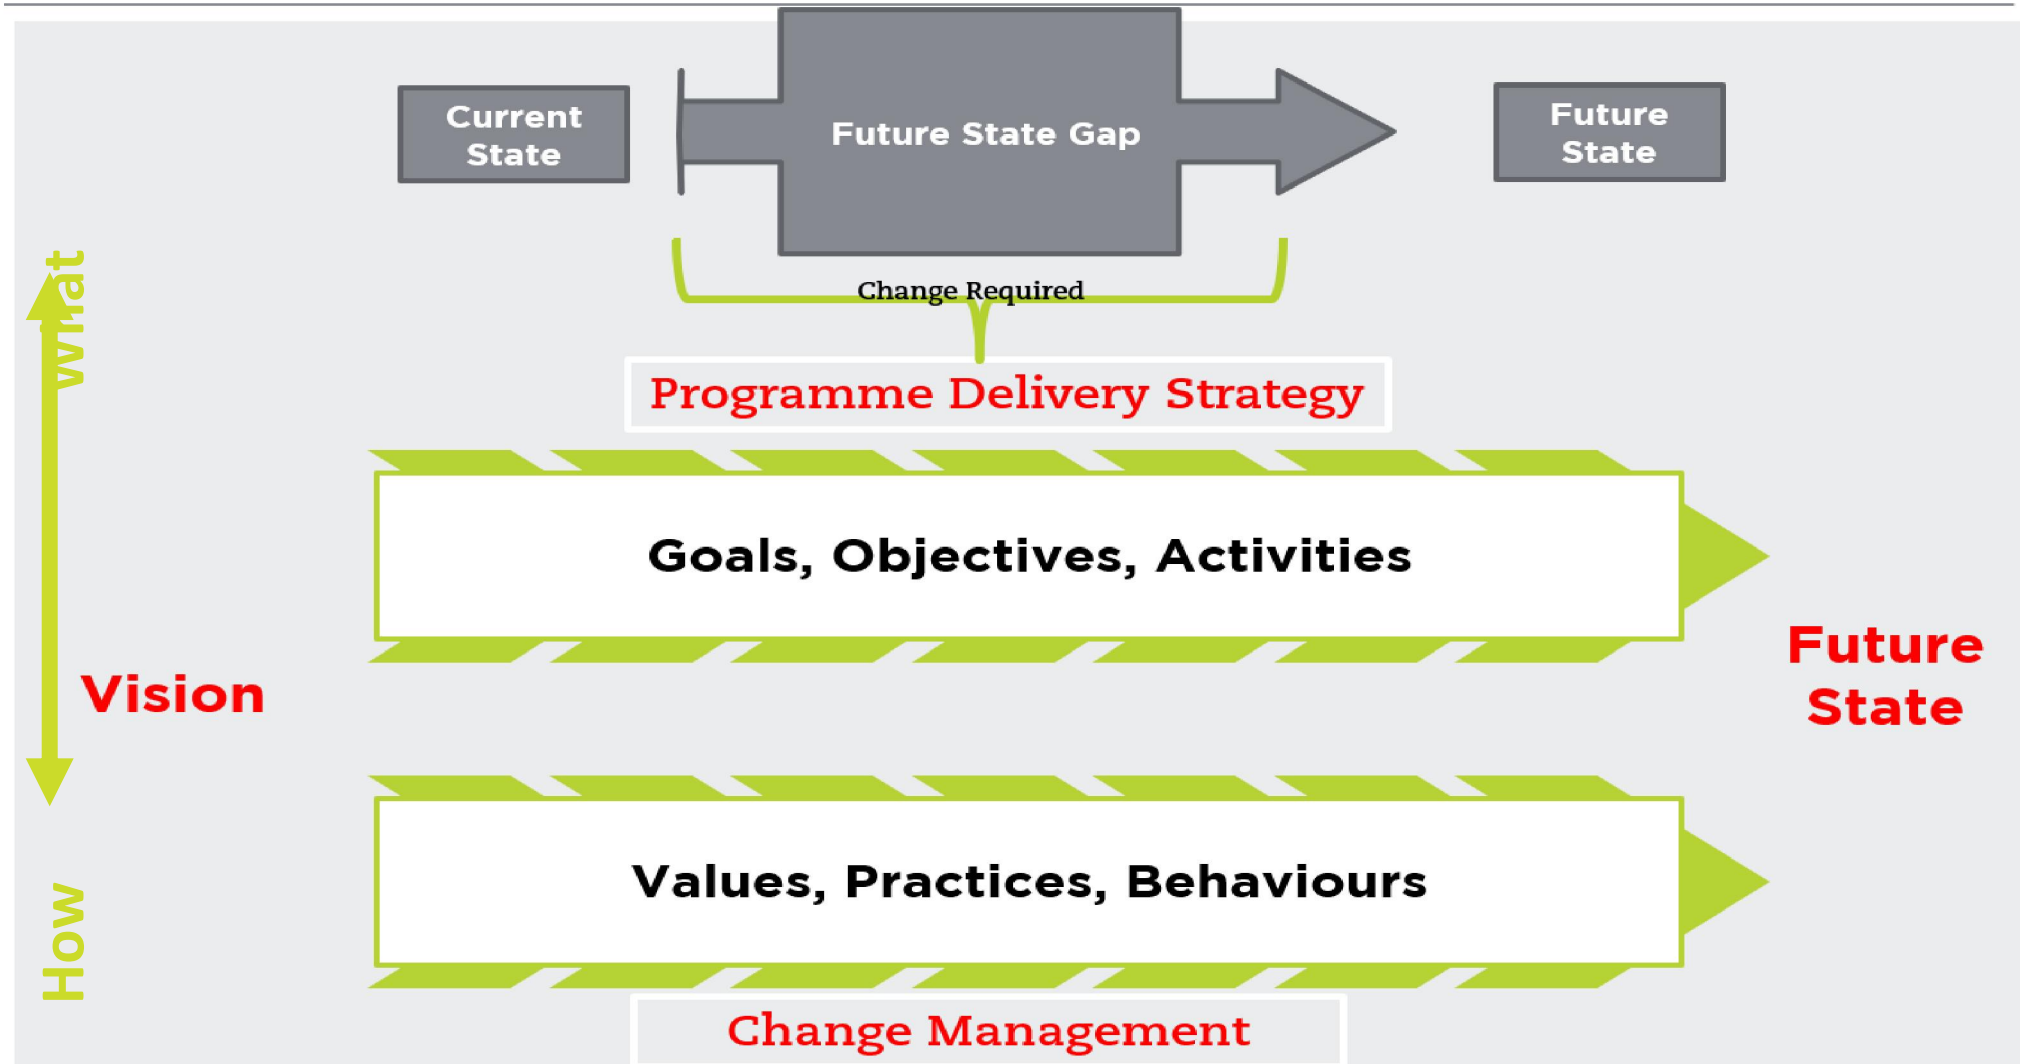 Current
State
Future State Gap
Future
State
Change Required
What
Programme Delivery Strategy
Goals, Objectives, Activities
Vision
Future
State
Values, Practices, Behaviours
How
Change Management